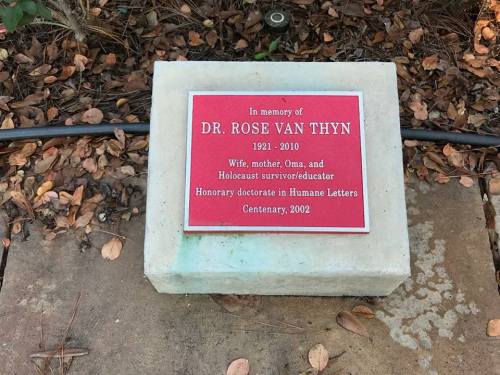 In memory of
DR. ROSE VAN THYN
1921 - 2010
Wife, mother, Oma, and
Holocaust survivor/educator
Honorary doctorate in Humane Letters
Centenary, 2002